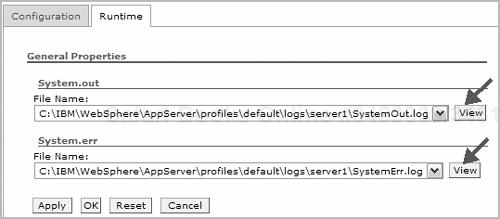 Configuration Runtime
General Properties
System.out
File Name:
C:\IBM\WebSphere\AppServer\profiles\default\logs\server1\SystemOut.log View
System.err
File Name:
C:\IBM\WebSphere\AppServer\profiles\default\logs\server1\SystemErr.log View
Apply OK Reset Cancel